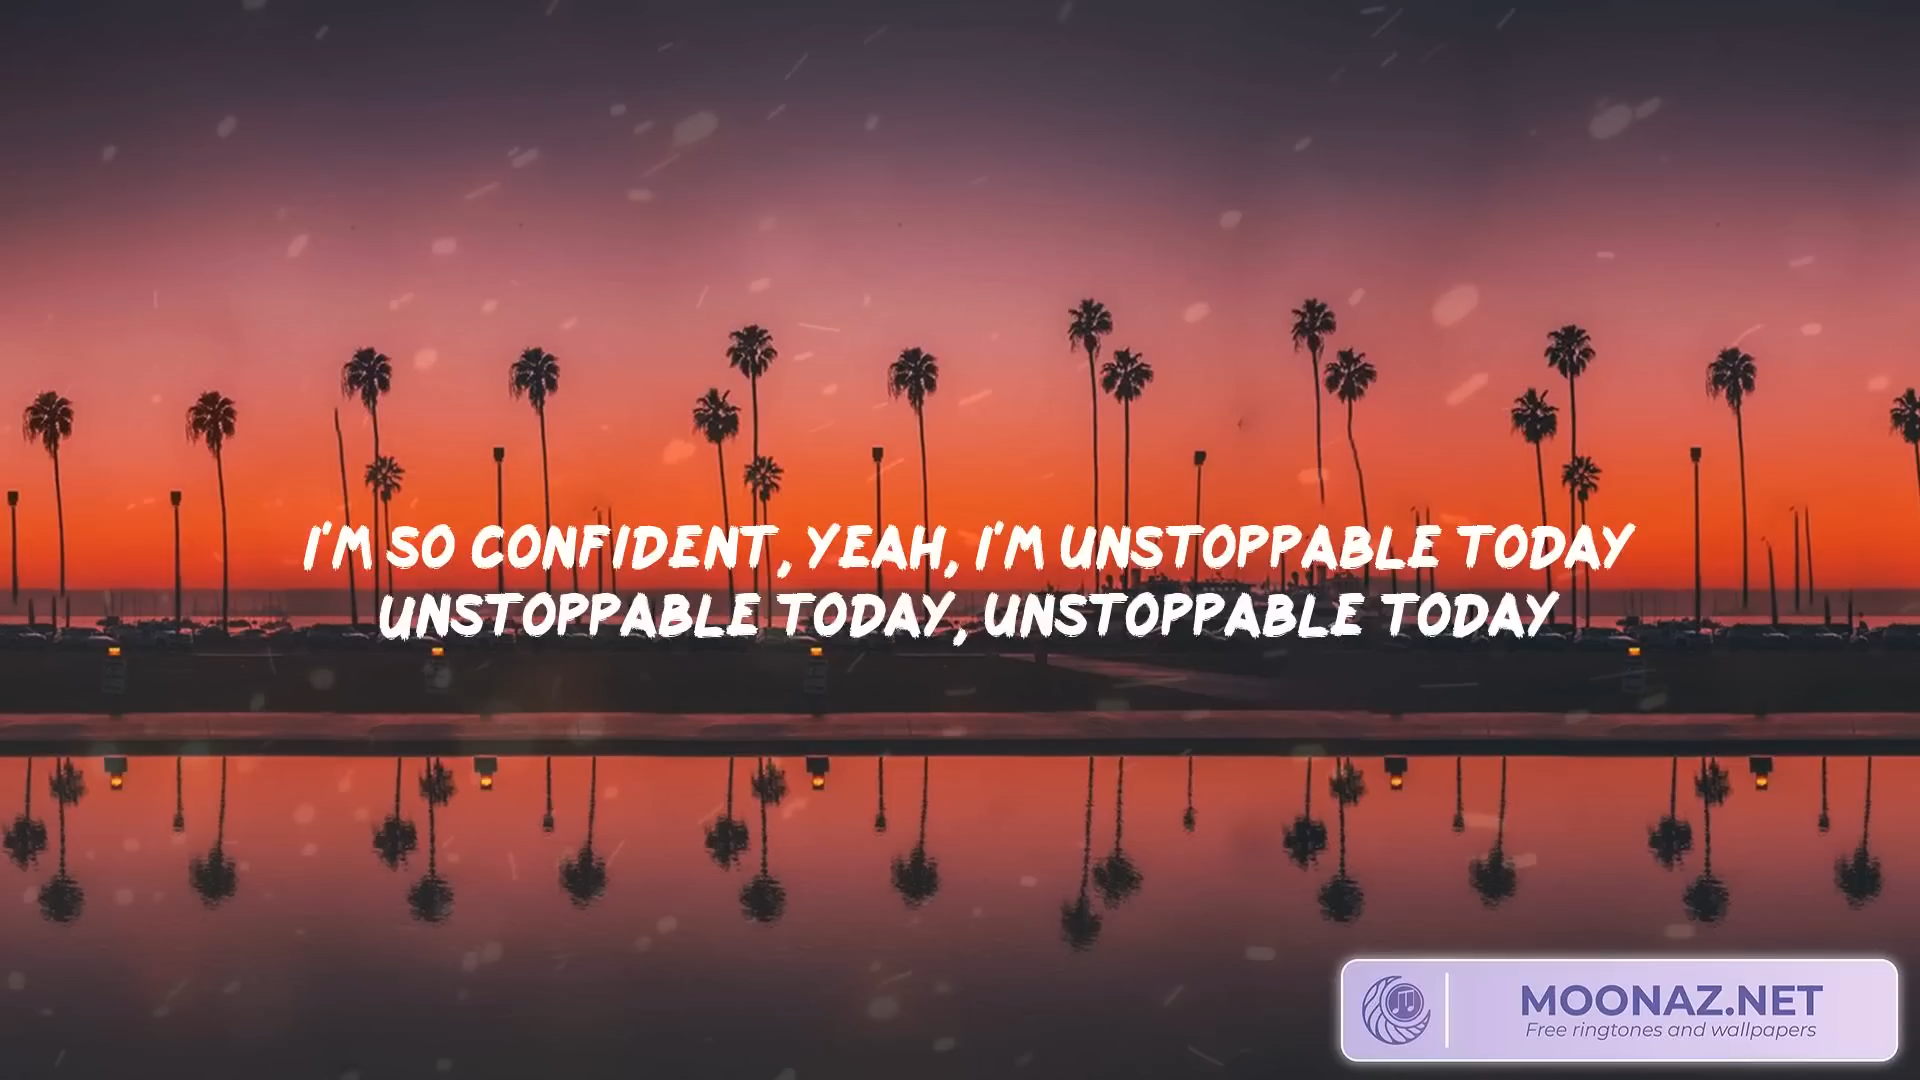 I'M SO CONFIDENT, YEAH, I'M UNSTOPPABLE TODAY
UNSTOPPABLE TODAY, UNSTOPPABLE TODAY
MOONAZ.NET
Free ringtones and wallpapers